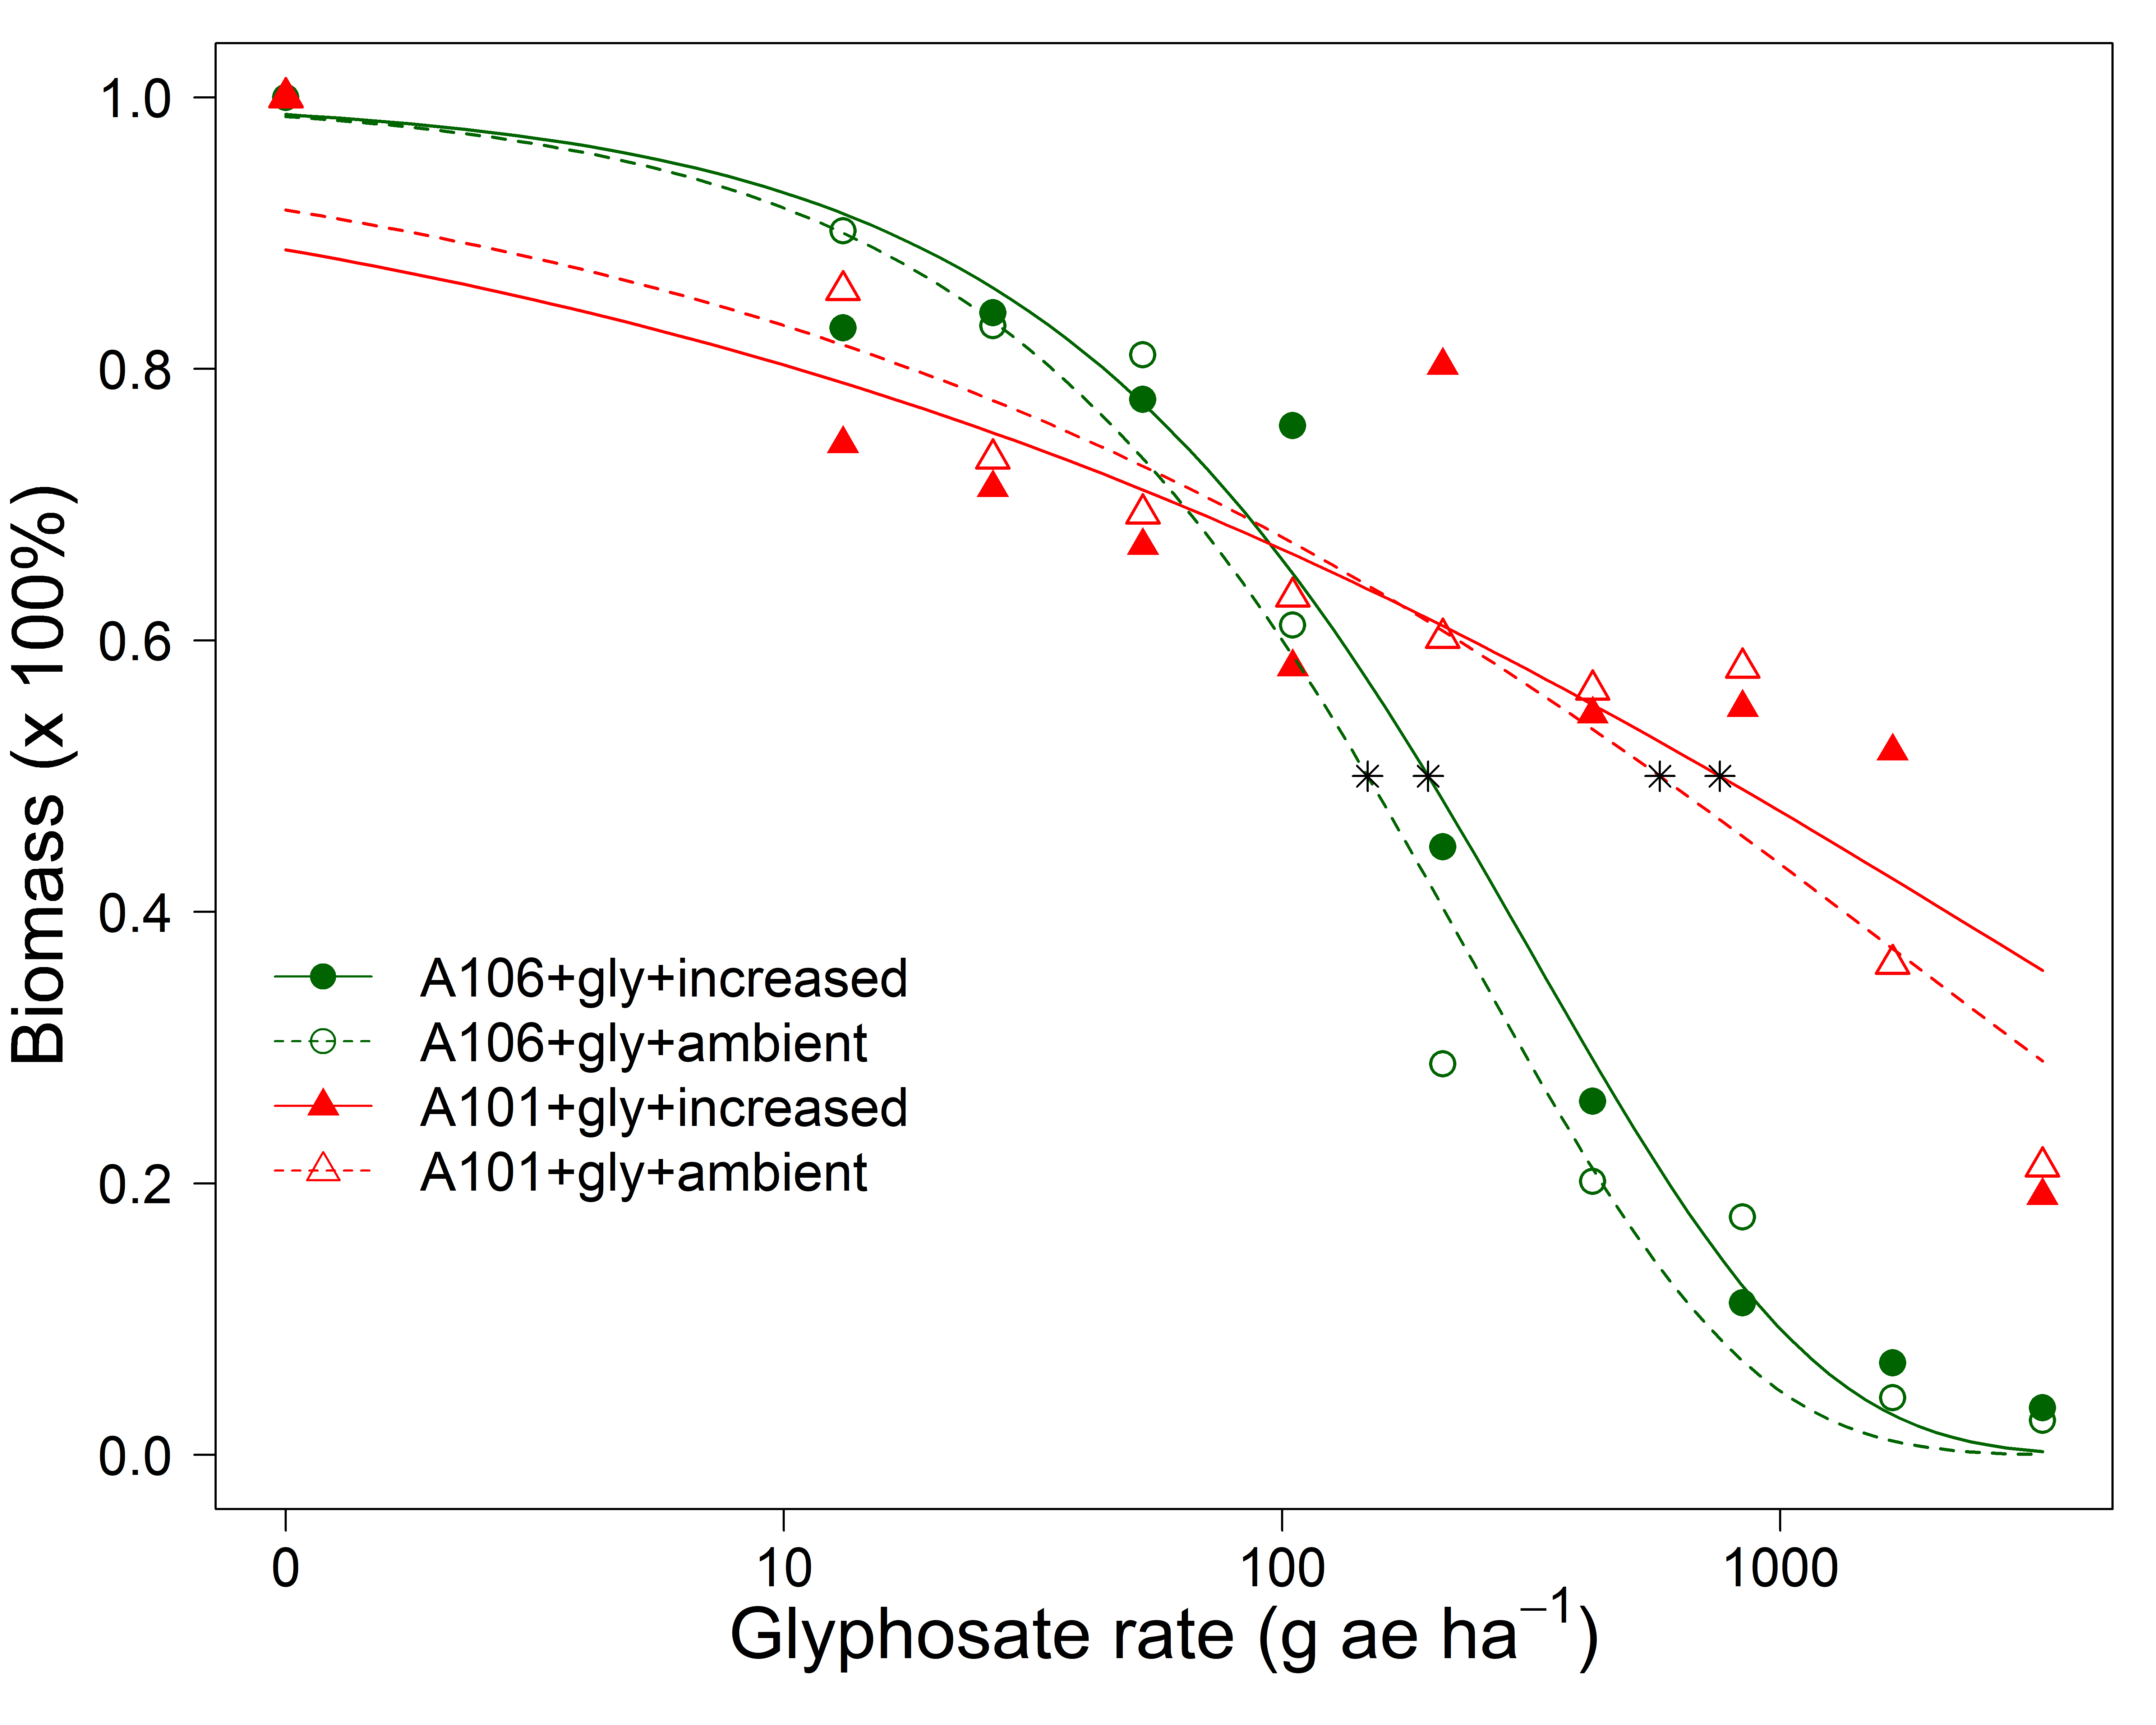 1.0
0.8
0.6
0.4
0.2
0.0
Biomass (x 100%)
A106+gly+increased
A106+gly+ambient
A101+gly+increased
A101+gly+ambient
0 10 100 1000
Glyphosate rate (g ae ha⁻¹)